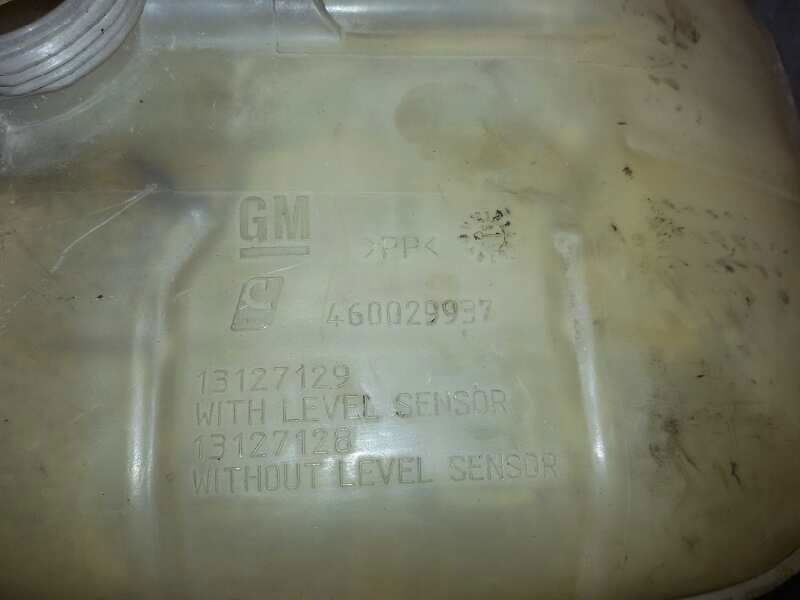 GM
>PP<
460029937
13127129
WITH LEVEL SENSOR
13127128
WITHOUT LEVEL SENSOR